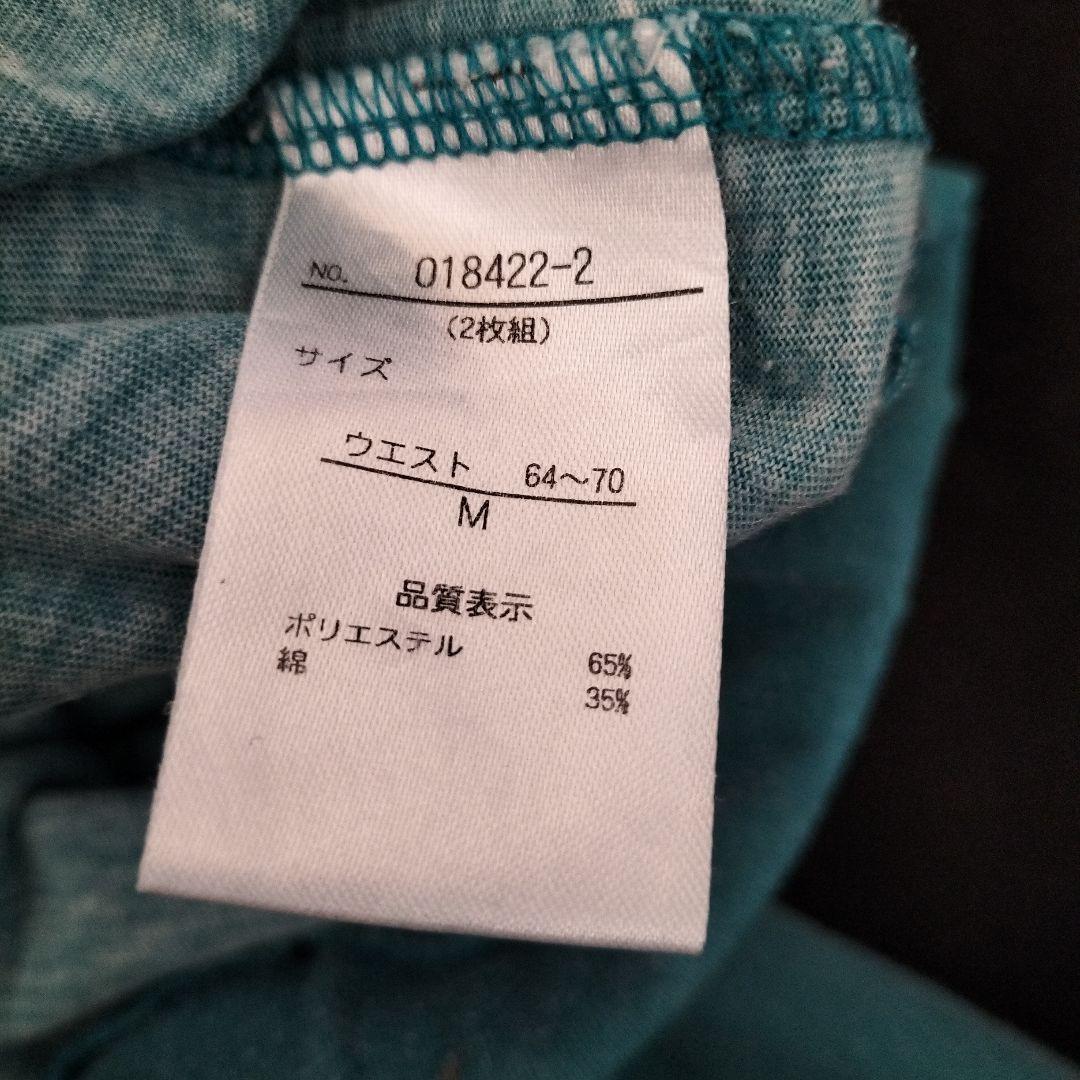 NO. 018422-2
(2枚組)
サイズ
ウエスト 64～70
M
品質表示
ポリエステル 65%
綿 35%